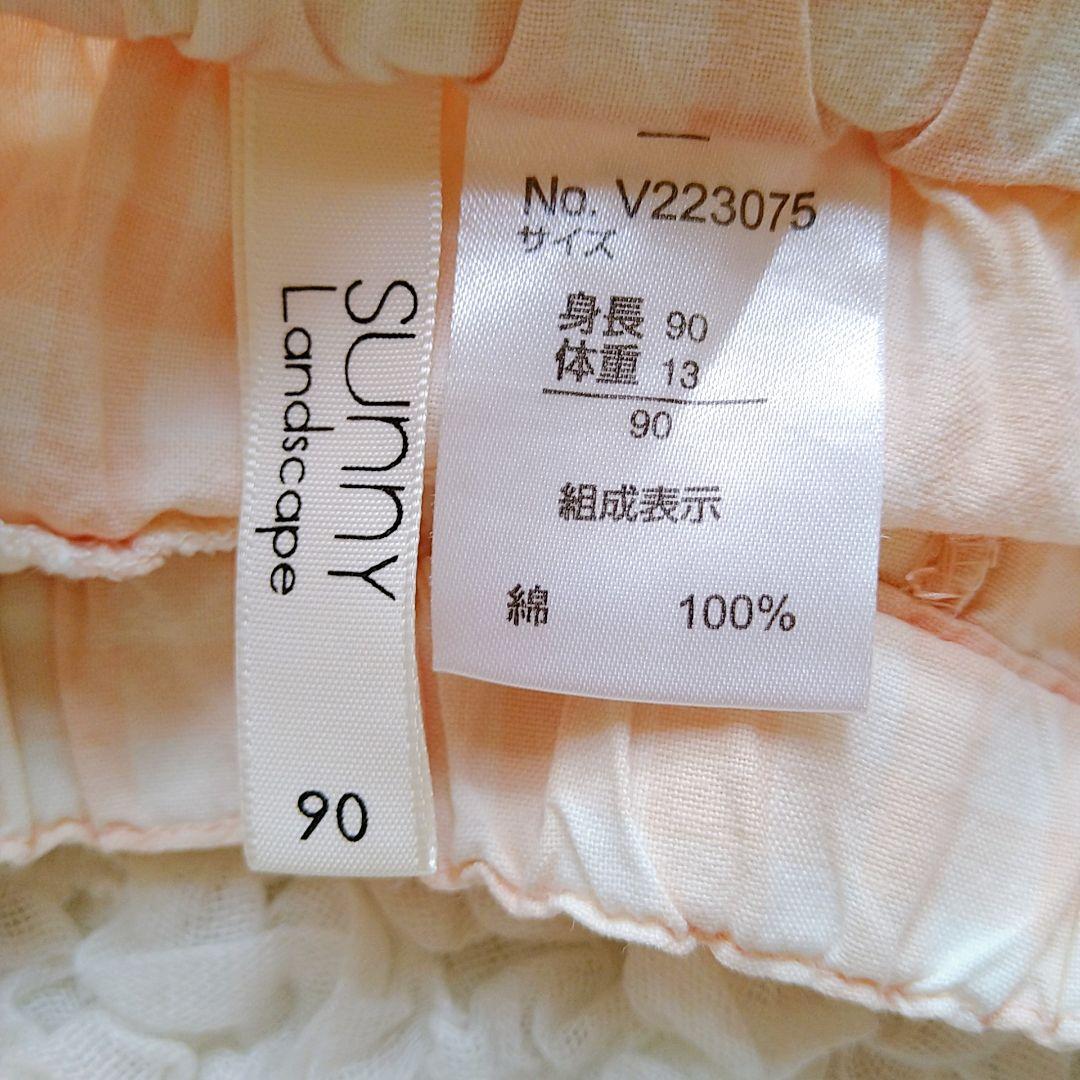 SUNNY
Landscape
90
No. V223075
サイズ
身長 90
体重 13
90
組成表示
綿 100%